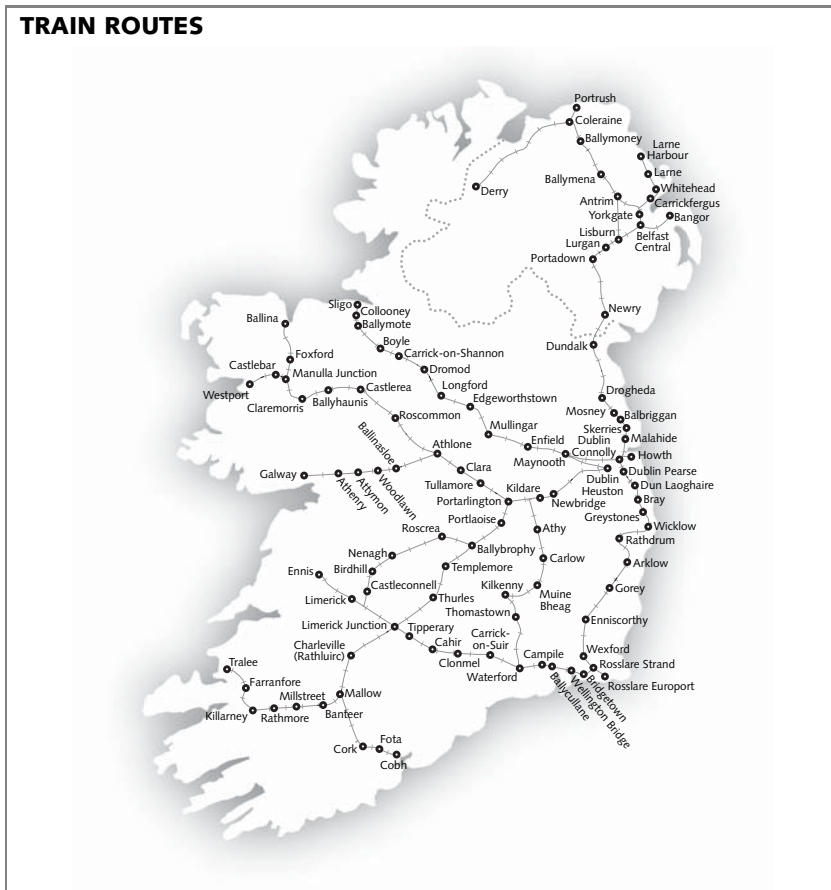 TRAIN ROUTES
Portrush
Coleraine
Ballymoney
Larne
Harbour
Larne
Ballymena
Derry
Whitehead
Carrickfergus
Antrim
Yorkgate
Bangor
Lisburn
Belfast
Central
Lurgan
Portadown
Newry
Sligo
Collooney
Ballymote
Ballina
Dundalk
Boyle
Carrick-on-Shannon
Foxford
Dromod
Castlebar
Manulla Junction
Castlerea
Longford
Drogheda
Westport
Claremorris
Ballyhaunis
Edgeworthstown
Mosney
Balbriggan
Roscommon
Skerries
Mullingar
Malahide
Enfield
Dublin
Connolly
Athlone
Maynooth
Howth
Ballinasloe
Clara
Dublin Pearse
Galway
Athenry
Attymon
Woodlawn
Tullamore
Kildare
Dublin
Heuston
Dun Laoghaire
Portarlington
Newbridge
Bray
Portlaoise
Greystones
Roscrea
Athy
Wicklow
Rathdrum
Nenagh
Ballybrophy
Ennis
Birdhill
Templemore
Carlow
Arklow
Castleconnell
Kilkenny
Muine
Bheag
Gorey
Limerick
Thurles
Thomastown
Enniscorthy
Limerick Junction
Tipperary
Carrick-
on-Suir
Charleville
(Rathluirc)
Cahir
Clonmel
Campile
Wexford
Tralee
Waterford
Rosslare Strand
Farranfore
Ballycullane
Wellington Bridge
Bridgetown
Rosslare Europort
Millstreet
Mallow
Killarney
Rathmore
Banteer
Fota
Cork
Cobh